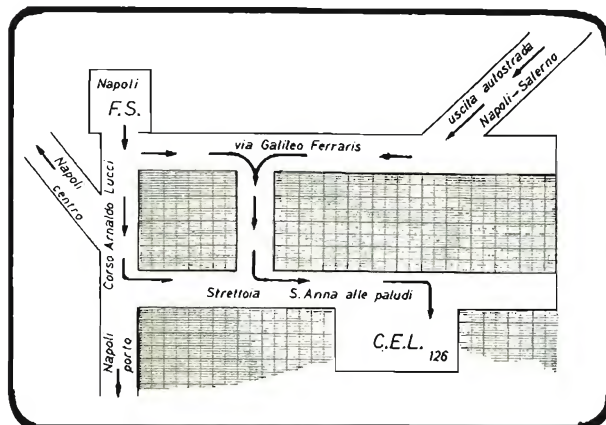 Napoli
F.S.
uscita autostrada
Napoli-Salerno
via Galileo Ferraris
Napoli
centro
Corso Arnaldo Lucci
Strettoia S. Anna alle paludi
C.E.L. 126
Napoli
porto